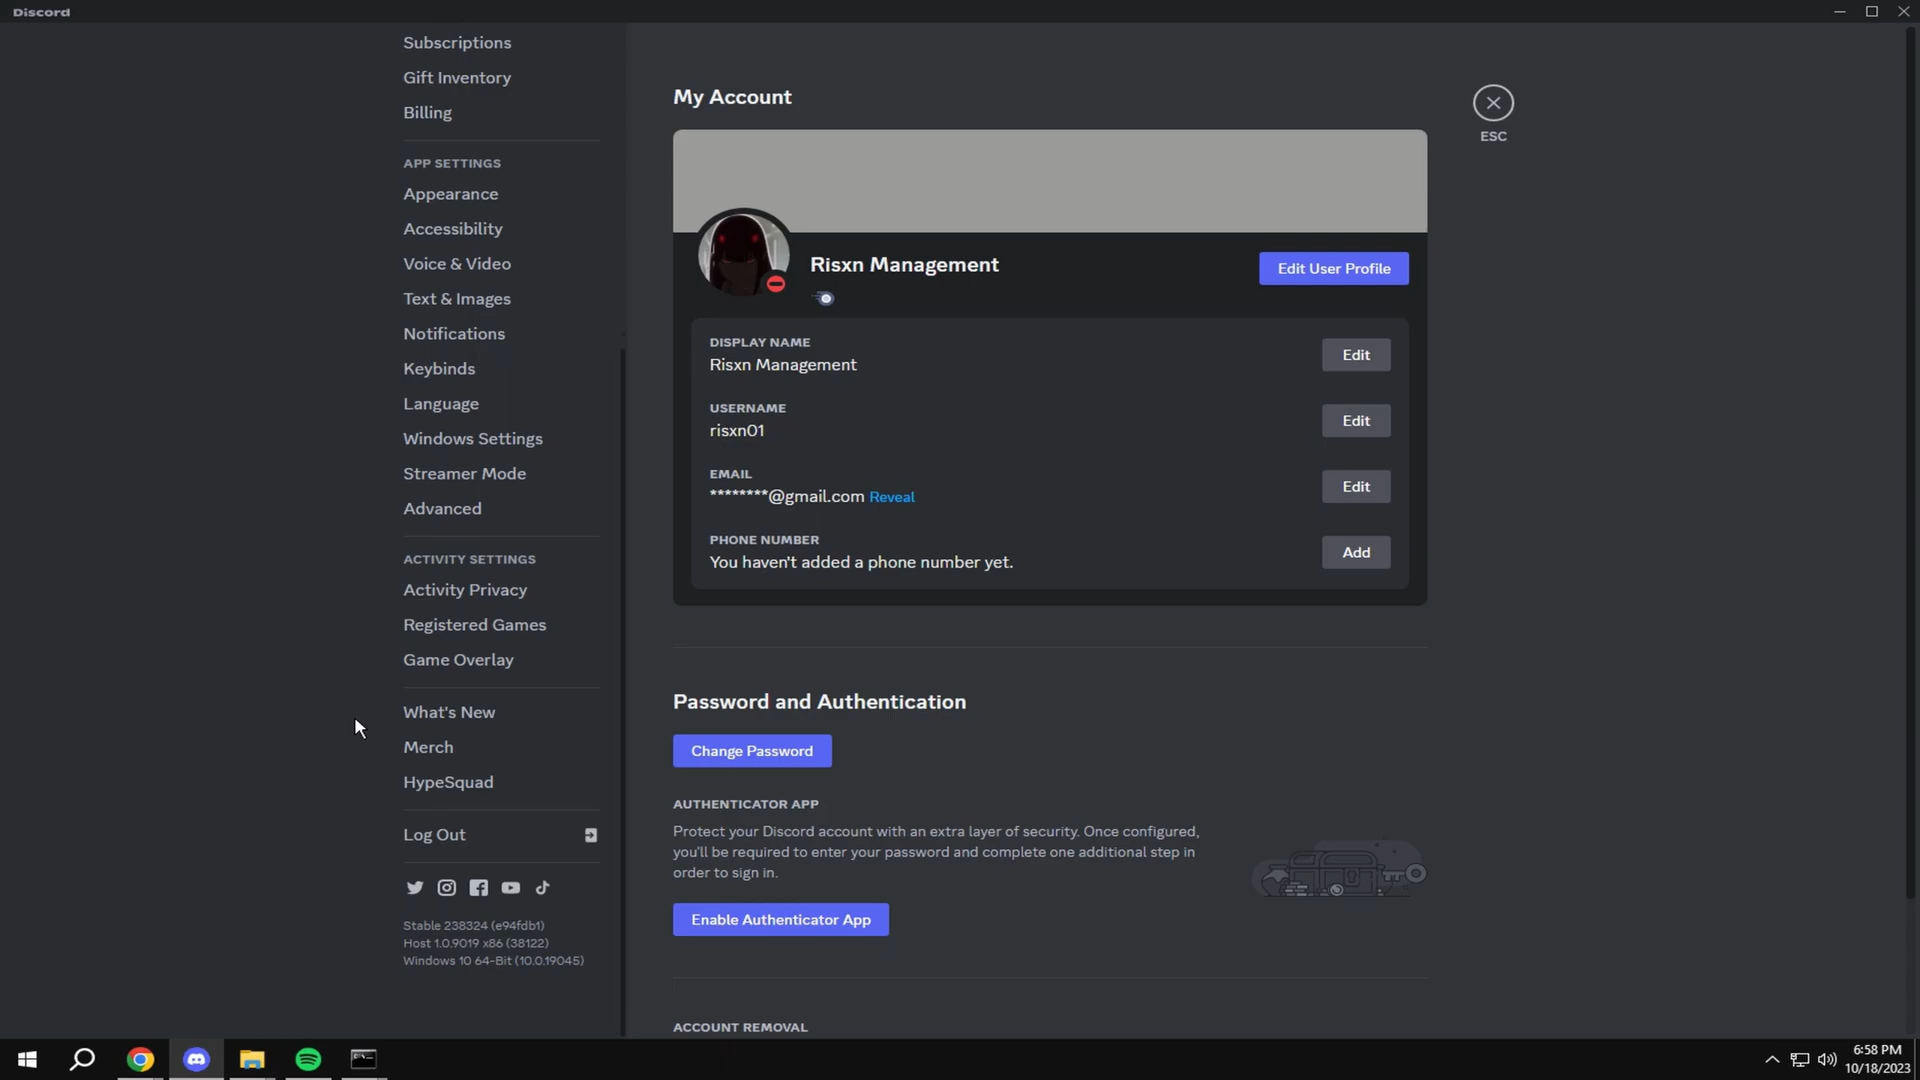 Discord
Subscriptions
Gift Inventory
Billing
APP SETTINGS
Appearance
Accessibility
Voice & Video
Text & Images
Notifications
Keybinds
Language
Windows Settings
Streamer Mode
Advanced
ACTIVITY SETTINGS
Activity Privacy
Registered Games
Game Overlay
What's New
Merch
HypeSquad
Log Out
Stable 238324 (e94fdb1)
Host 1.0.9019 x86 (38122)
Windows 10 64-Bit (10.0.19045)
My Account
ESC
Risxn Management
Edit User Profile
DISPLAY NAME
Risxn Management
Edit
USERNAME
risxn01
Edit
EMAIL
********@gmail.com Reveal
Edit
PHONE NUMBER
You haven't added a phone number yet.
Add
Password and Authentication
Change Password
AUTHENTICATOR APP
Protect your Discord account with an extra layer of security. Once configured,
you'll be required to enter your password and complete one additional step in
order to sign in.
Enable Authenticator App
ACCOUNT REMOVAL
6:58 PM
10/18/2023